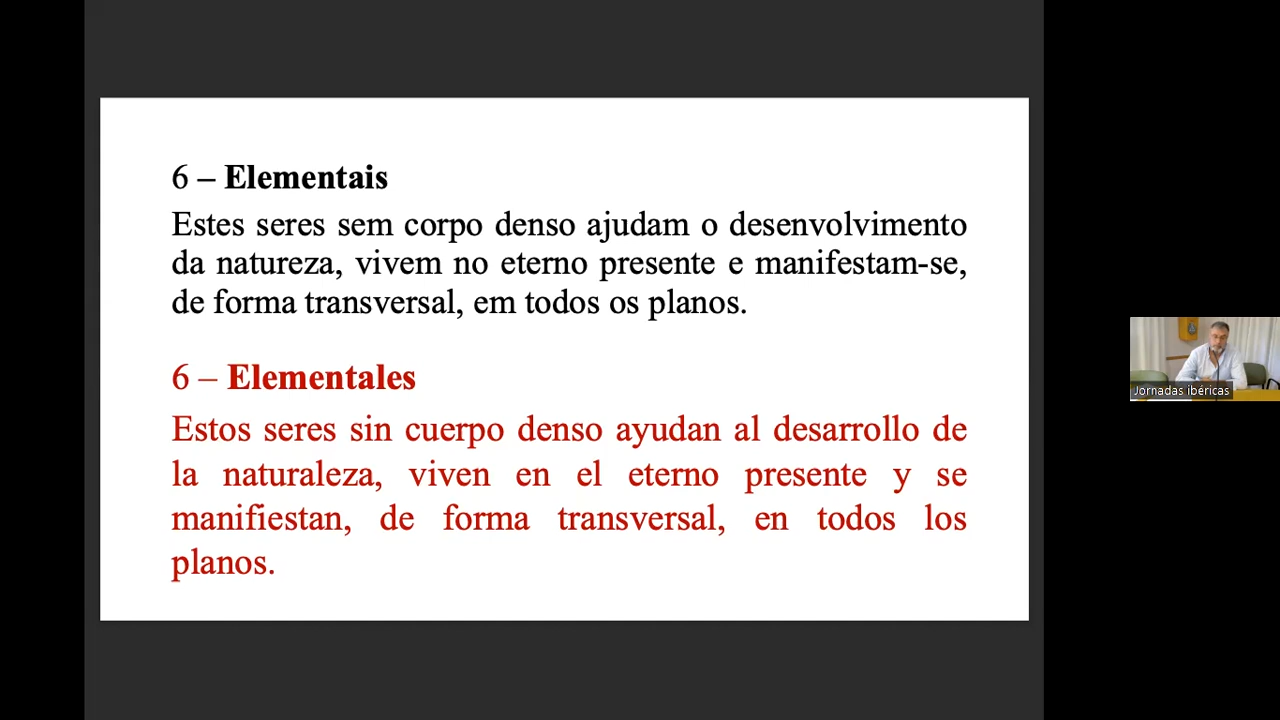 6 – Elementais
Estes seres sem corpo denso ajudam o desenvolvimento
da natureza, vivem no eterno presente e manifestam-se,
de forma transversal, em todos os planos.
6 – Elementales
Estos seres sin cuerpo denso ayudan al desarrollo de
la naturaleza, viven en el eterno presente y se
manifiestan, de forma transversal, en todos los
planos.
Jornadas ibéricas